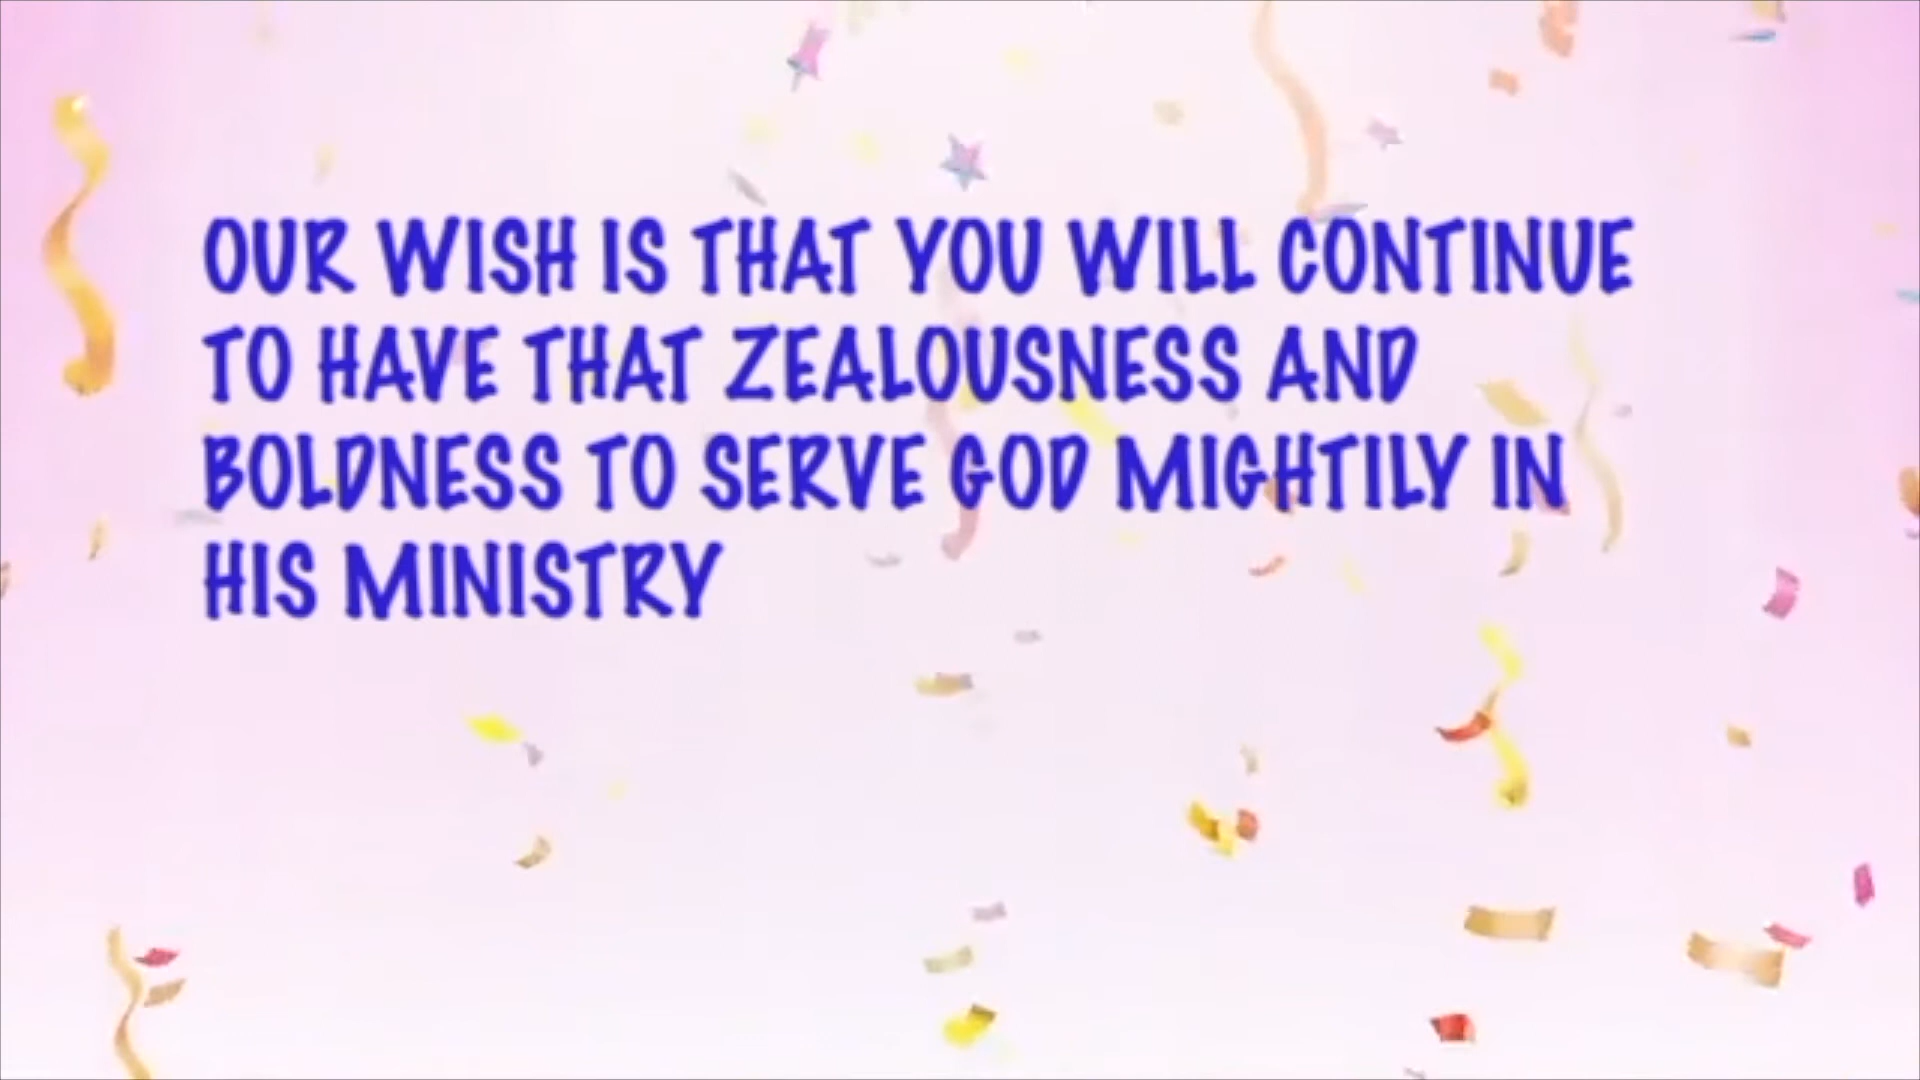 OUR WISH IS THAT YOU WILL CONTINUE
TO HAVE THAT ZEALOUSNESS AND
BOLDNESS TO SERVE GOD MIGHTILY IN
HIS MINISTRY